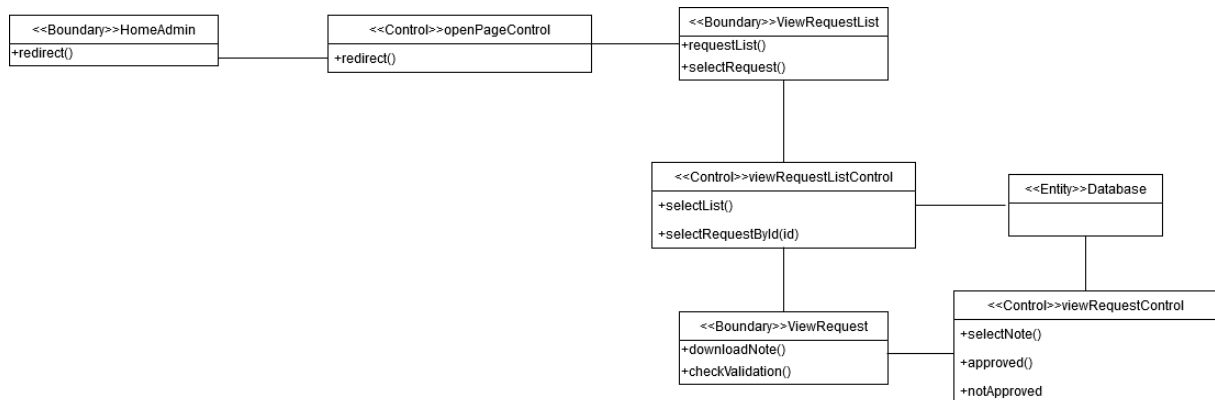 <<Boundary>>HomeAdmin
+redirect()
<<Control>>openPageControl
+redirect()
<<Boundary>>ViewRequestList
+requestList()
+selectRequest()
<<Control>>viewRequestListControl
+selectList()
+selectRequestById(id)
<<Entity>>Database
<<Boundary>>ViewRequest
+downloadNote()
+checkValidation()
<<Control>>viewRequestControl
+selectNote()
+approved()
+notApproved